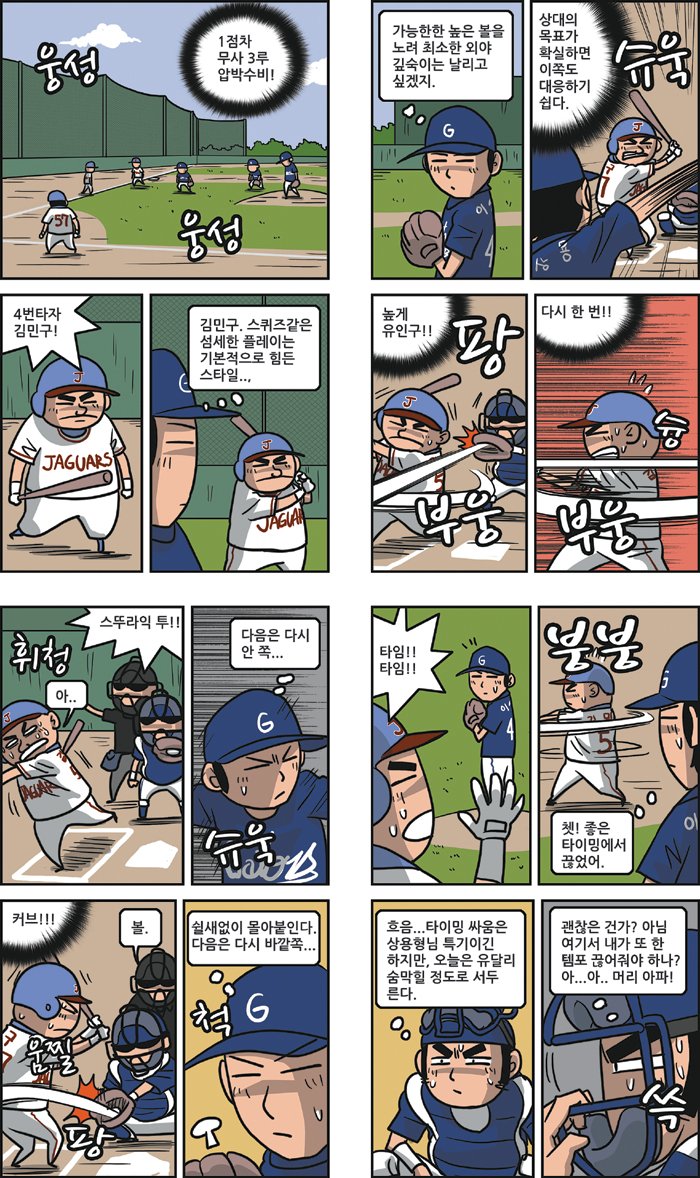 웅성
1점차
무사 3루
압박수비!
57
웅성
가능한한 높은 볼을
노려 최소한 외야
깊숙이는 날리고
싶겠지.
G
4
상대의
목표가
확실하면
이쪽도
대응하기
쉽다.
슈욱
J
7
4번타자
김민구!
J
JAGUARS
김민구. 스퀴즈같은
섬세한 플레이는
기본적으로 힘든
스타일..,
G
J
JAGUAR
높게
유인구!!
팡
5
부웅
다시 한 번!!
슝
부웅
스뚜라익 투!!
휘청
아..
J
JAGUAR
다음은 다시
안 쪽...
G
슈욱
타임!!
타임!!
G
J
4
붕붕
5
J
쳇! 좋은
타이밍에서
끊었어.
커브!!!
볼.
움찔
구
7
팡
쉴새없이 몰아붙인다.
다음은 다시 바깥쪽...
척
G
흐음...타이밍 싸움은
상용형님 특기이긴
하지만, 오늘은 유달리
숨막힐 정도로 서두
른다.
괜찮은 건가? 아님
여기서 내가 또 한
템포 끊어줘야 하나?
아...아.. 머리 아파!
쓱